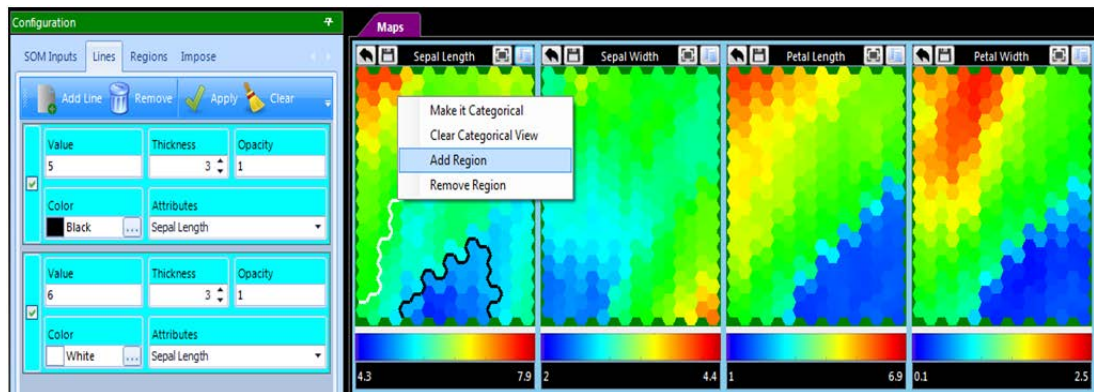 Configuration
SOM Inputs Lines Regions Impose
Add Line Remove Apply Clear
Value Thickness Opacity
5 3 1
Color Attributes
Black ... Sepal Length
Value Thickness Opacity
6 3 1
Color Attributes
White ... Sepal Length
Maps
Sepal Length Sepal Width Petal Length Petal Width
Make it Categorical
Clear Categorical View
Add Region
Remove Region
4.3 7.9 2 4.4 1 6.9 0.1 2.5